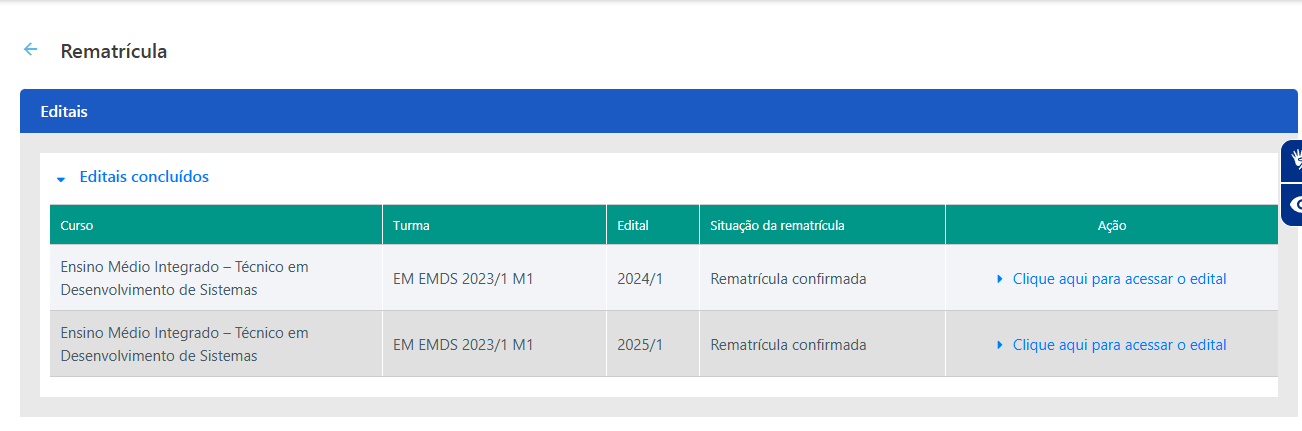 Rematrícula
Editais
Editais concluídos
Curso Turma Edital Situação da rematrícula Ação
Ensino Médio Integrado – Técnico em
Desenvolvimento de Sistemas
EM EMDS 2023/1 M1 2024/1 Rematrícula confirmada Clique aqui para acessar o edital
Ensino Médio Integrado – Técnico em
Desenvolvimento de Sistemas
EM EMDS 2023/1 M1 2025/1 Rematrícula confirmada Clique aqui para acessar o edital